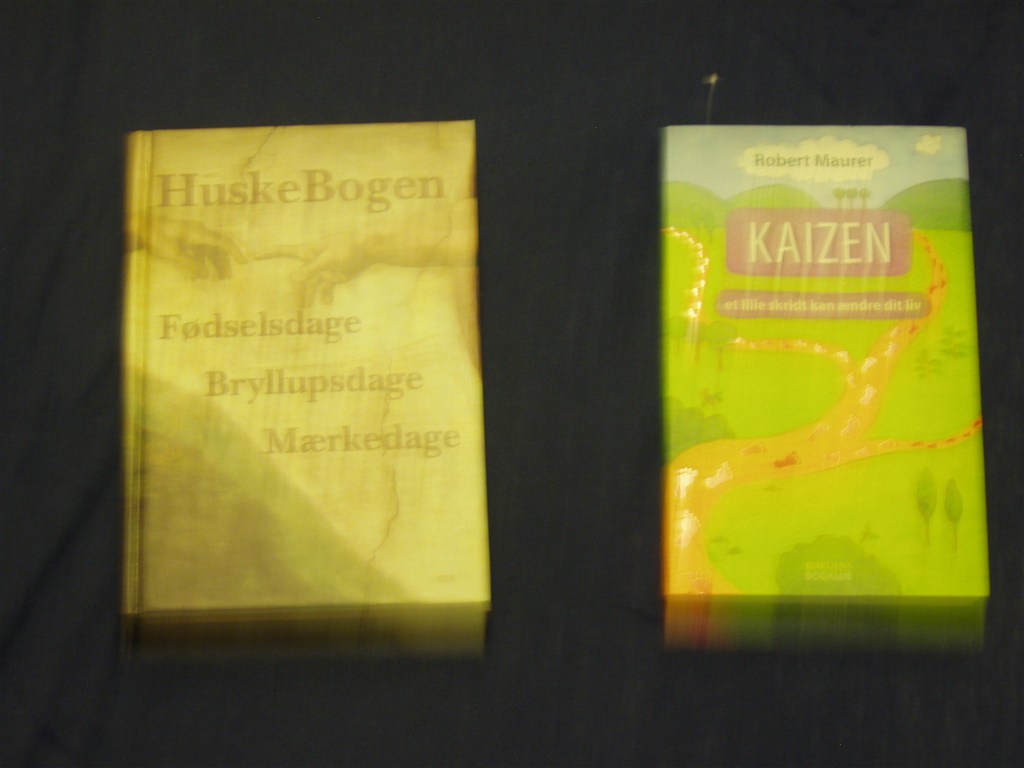 HuskeBogen
Fødselsdage
Bryllupsdage
Mærkedage
Robert Maurer
KAIZEN
et lille skridt kan ændre dit liv